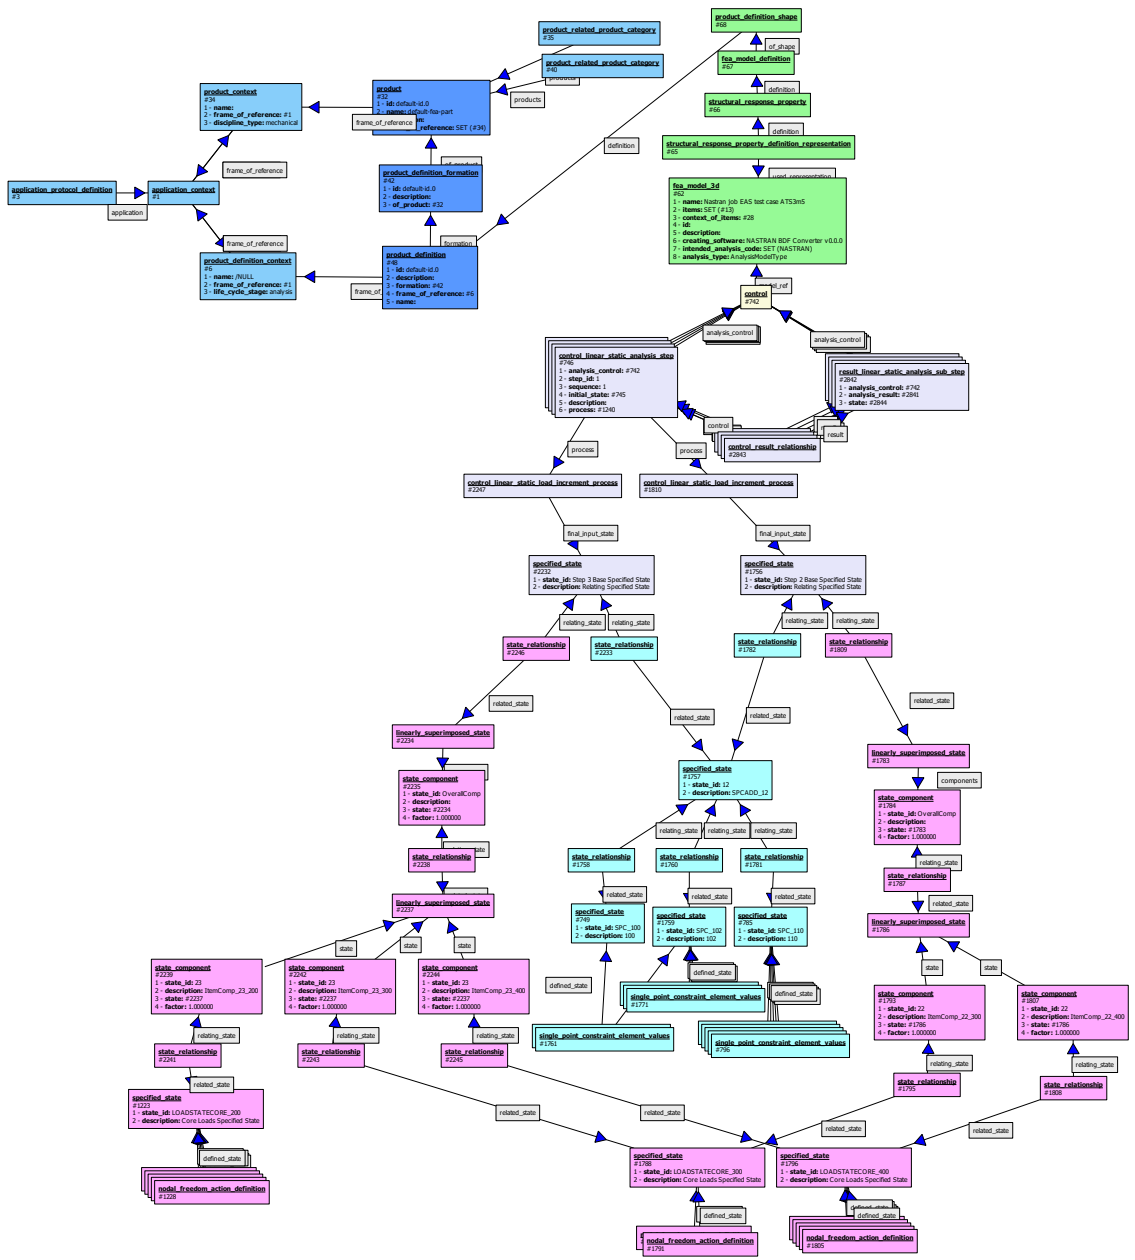 product_definition_shape
#68
product_related_product_category
#35
of_shape
fea_model_definition
#67
product_related_product_category
#40
products
products
product_context
#34
1 - name:
2 - frame_of_reference: #1
3 - discipline_type: mechanical
product
#32
1 - id: default-id.0
2 - name: default-fea-part
frame_of_reference
_reference: SET (#34)
definition
structural_response_property
#66
definition
structural_response_property_definition_representation
#65
definition
used_representation
frame_of_reference
application_protocol_definition
#3
application
application_context
#1
product_definition_formation
#42
1 - id: default-id.0
2 - description:
3 - of_product: #32
fea_model_3d
#62
1 - name: Nastran job EAS test case ATS3m5
2 - items: SET (#13)
3 - context_of_items: #28
4 - id:
5 - description:
6 - creating_software: NASTRAN BDF Converter v0.0.0
7 - intended_analysis_code: SET (NASTRAN)
8 - analysis_type: AnalysisModelType
frame_of_reference
formation
product_definition_context
#6
1 - name: /NULL
2 - frame_of_reference: #1
3 - life_cycle_stage: analysis
frame_of_
product_definition
#48
1 - id: default-id.0
2 - description:
3 - formation: #42
4 - frame_of_reference: #6
5 - name:
model_ref
control
#742
analysis_control
analysis_control
control_linear_static_analysis_step
#746
1 - analysis_control: #742
2 - step_id: 1
3 - sequence: 1
4 - initial_state: #745
5 - description:
6 - process: #1240
result_linear_static_analysis_sub_step
#2842
1 - analysis_control: #742
2 - analysis_result: #2841
3 - state: #2844
control
result
control_result_relationship
#2843
process
process
control_linear_static_load_increment_process
#2247
control_linear_static_load_increment_process
#1810
final_input_state
final_input_state
specified_state
#2232
1 - state_id: Step 3 Base Specified State
2 - description: Relating Specified State
specified_state
#1756
1 - state_id: Step 2 Base Specified State
2 - description: Relating Specified State
relating_state
relating_state
relating_state
relating_state
state_relationship
#2246
state_relationship
#2233
state_relationship
#1782
state_relationship
#1809
related_state
related_state
related_state
related_state
linearly_superimposed_state
#2234
linearly_superimposed_state
#1783
specified_state
#1757
1 - state_id: 12
2 - description: SPCADD_12
state_component
#2235
1 - state_id: OverallComp
2 - description:
3 - state: #2234
4 - factor: 1.000000
components
state_component
#1784
1 - state_id: OverallComp
2 - description:
3 - state: #1783
4 - factor: 1.000000
relating_state
relating_state
relating_state
state_relationship
#2238
state_relationship
#1758
state_relationship
#1760
state_relationship
#1781
relating_state
state_relationship
#1787
related_state
related_state
related_state
related_state
linearly_superimposed_state
#2237
specified_state
#749
1 - state_id: SPC_100
2 - description: 100
specified_state
#1759
1 - state_id: SPC_102
2 - description: 102
specified_state
#785
1 - state_id: SPC_110
2 - description: 110
linearly_superimposed_state
#1786
state
state
state
state
state
state_component
#2239
1 - state_id: 23
2 - description: ItemComp_23_200
3 - state: #2237
4 - factor: 1.000000
state_component
#2242
1 - state_id: 23
2 - description: ItemComp_23_300
3 - state: #2237
4 - factor: 1.000000
state_component
#2244
1 - state_id: 23
2 - description: ItemComp_23_400
3 - state: #2237
4 - factor: 1.000000
defined_state
defined_state
defined_state
single_point_constraint_element_values
#1771
state_component
#1793
1 - state_id: 22
2 - description: ItemComp_22_300
3 - state: #1786
4 - factor: 1.000000
state_component
#1807
1 - state_id: 22
2 - description: ItemComp_22_400
3 - state: #1786
4 - factor: 1.000000
relating_state
relating_state
relating_state
single_point_constraint_element_values
#1761
single_point_constraint_element_values
#796
state_relationship
#2241
state_relationship
#2243
state_relationship
#2245
relating_state
relating_state
related_state
state_relationship
#1795
state_relationship
#1808
specified_state
#1223
1 - state_id: LOADSTATECORE_200
2 - description: Core Loads Specified State
related_state
related_state
related_state
related_state
defined_state
specified_state
#1788
1 - state_id: LOADSTATECORE_300
2 - description: Core Loads Specified State
specified_state
#1796
1 - state_id: LOADSTATECORE_400
2 - description: Core Loads Specified State
nodal_freedom_action_definition
#1228
defined_state
defined_state
defined_state
nodal_freedom_action_definition
#1791
nodal_freedom_action_definition
#1805